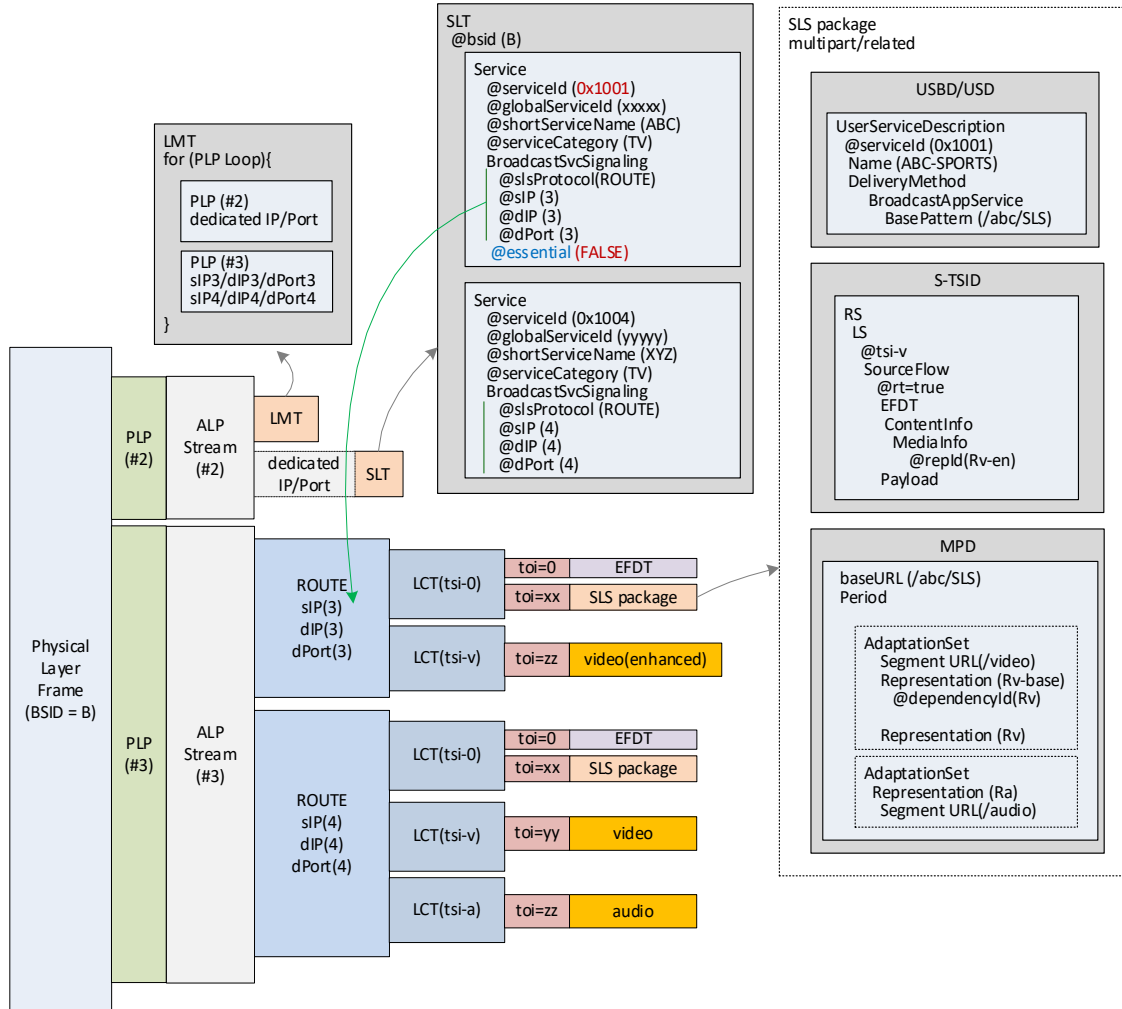 LMT
for (PLP Loop){
PLP (#2)
dedicated IP/Port
PLP (#3)
sIP3/dIP3/dPort3
sIP4/dIP4/dPort4
}
SLT
@bsid (B)
Service
@serviceId (0x1001)
@globalServiceId (xxxxx)
@shortServiceName (ABC)
@serviceCategory (TV)
BroadcastSvcSignaling
@slsProtocol(ROUTE)
@sIP (3)
@dIP (3)
@dPort (3)
@essential (FALSE)
Service
@serviceId (0x1004)
@globalServiceId (yyyyy)
@shortServiceName (XYZ)
@serviceCategory (TV)
BroadcastSvcSignaling
@slsProtocol (ROUTE)
@sIP (4)
@dIP (4)
@dPort (4)
SLS package
multipart/related
USBD/USD
UserServiceDescription
@serviceId (0x1001)
Name (ABC-SPORTS)
DeliveryMethod
BroadcastAppService
BasePattern (/abc/SLS)
S-TSID
RS
LS
@tsi-v
SourceFlow
@rt=true
EFDT
ContentInfo
MediaInfo
@repId(Rv-en)
Payload
MPD
baseURL (/abc/SLS)
Period
AdaptationSet
Segment URL(/video)
Representation (Rv-base)
@dependencyId(Rv)
Representation (Rv)
AdaptationSet
Representation (Ra)
Segment URL(/audio)
Physical
Layer
Frame
(BSID = B)
PLP
(#2)
ALP
Stream
(#2)
LMT
dedicated
IP/Port
SLT
PLP
(#3)
ALP
Stream
(#3)
ROUTE
sIP(3)
dIP(3)
dPort(3)
LCT(tsi-0)
toi=0
EFDT
toi=xx
SLS package
LCT(tsi-v)
toi=zz
video(enhanced)
ROUTE
sIP(4)
dIP(4)
dPort(4)
LCT(tsi-0)
toi=0
EFDT
toi=xx
SLS package
LCT(tsi-v)
toi=yy
video
LCT(tsi-a)
toi=zz
audio